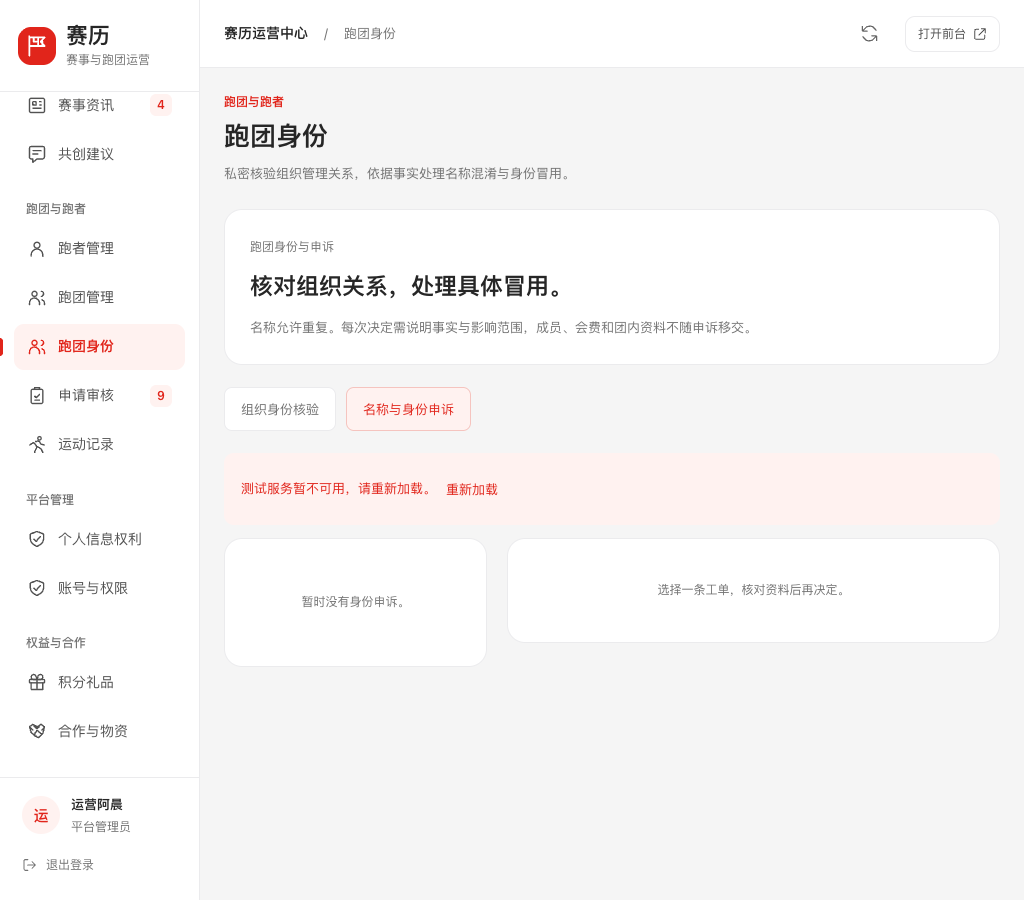 赛历
赛事与跑团运营
赛事资讯 4
共创建议
跑团与跑者
跑者管理
跑团管理
跑团身份
申请审核 9
运动记录
平台管理
个人信息权利
账号与权限
权益与合作
积分礼品
合作与物资
运 运营阿晨
平台管理员
退出登录
赛历运营中心 / 跑团身份
打开前台
跑团与跑者
跑团身份
私密核验组织管理关系，依据事实处理名称混淆与身份冒用。
跑团身份与申诉
核对组织关系，处理具体冒用。
名称允许重复。每次决定需说明事实与影响范围，成员、会费和团内资料不随申诉移交。
组织身份核验 名称与身份申诉
测试服务暂不可用，请重新加载。 重新加载
暂时没有身份申诉。
选择一条工单，核对资料后再决定。